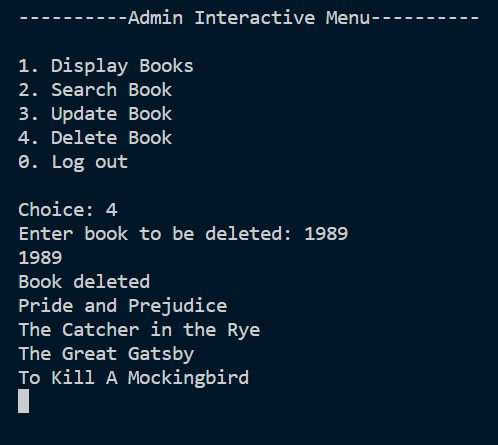 ----------Admin Interactive Menu----------
1. Display Books
2. Search Book
3. Update Book
4. Delete Book
0. Log out
Choice: 4
Enter book to be deleted: 1989
1989
Book deleted
Pride and Prejudice
The Catcher in the Rye
The Great Gatsby
To Kill A Mockingbird